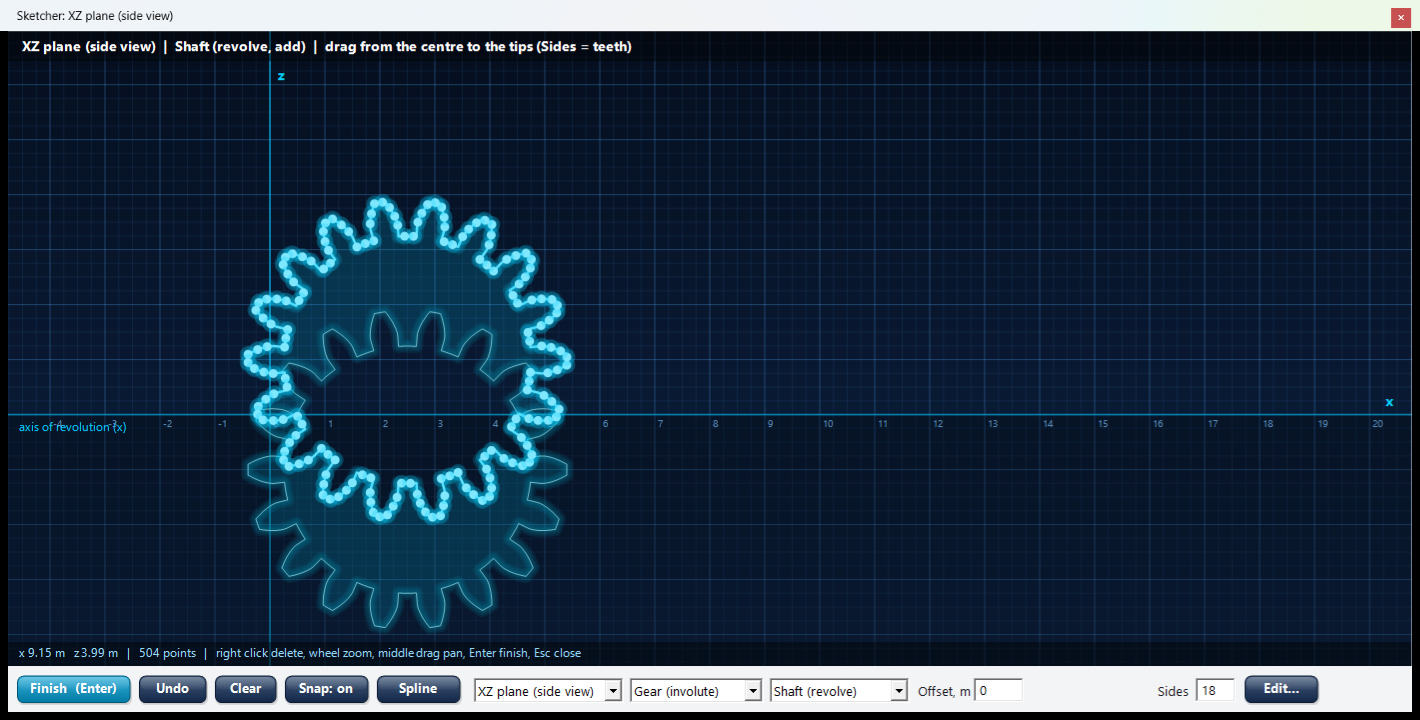 Sketcher: XZ plane (side view)
XZ plane (side view) | Shaft (revolve, add) | drag from the centre to the tips (Sides = teeth)
z
x
-4 -3 -2 -1 1 2 3 4 6 7 8 9 10 11 12 13 14 15 16 17 18 19 20
axis of revolution (x)
x 9.15 m z3.99 m | 504 points | right click delete, wheel zoom, middle drag pan, Enter finish, Esc close
Finish (Enter) Undo Clear Snap: on Spline XZ plane (side view) Gear (involute) Shaft (revolve) Offset, m 0 Sides 18 Edit...